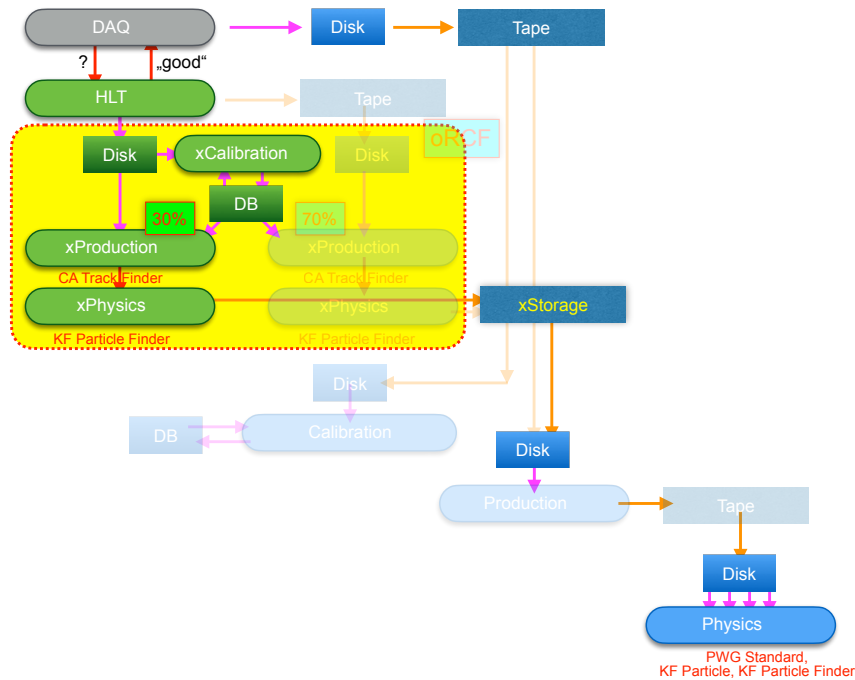 DAQ
Disk
Tape
?
„good“
HLT
Tape
oRCF
Disk
xCalibration
Disk
DB
30%
70%
xProduction
xProduction
CA Track Finder
CA Track Finder
xPhysics
xPhysics
xStorage
KF Particle Finder
KF Particle Finder
Disk
DB
Calibration
Disk
Production
Tape
Disk
Physics
PWG Standard,
KF Particle, KF Particle Finder